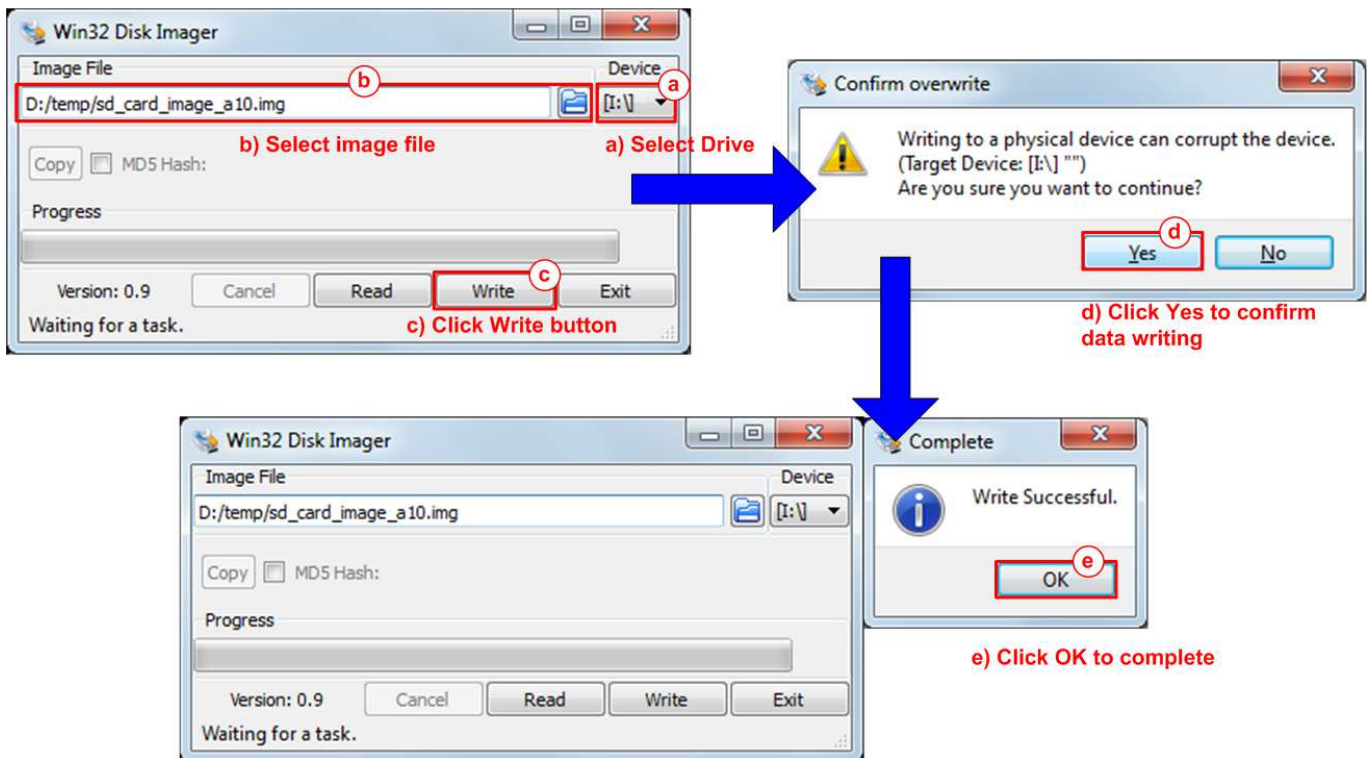 Win32 Disk Imager
Image File
Device
b
a
D:/temp/sd_card_image_a10.img
[I:\]
b) Select image file
a) Select Drive
Copy
MD5 Hash:
Progress
c
Version: 0.9
Cancel
Read
Write
Exit
Waiting for a task.
c) Click Write button
Confirm overwrite
Writing to a physical device can corrupt the device.
(Target Device: [I:\] "")
Are you sure you want to continue?
d
Yes
No
d) Click Yes to confirm
data writing
Win32 Disk Imager
Image File
Device
D:/temp/sd_card_image_a10.img
[I:\]
Copy
MD5 Hash:
Progress
Version: 0.9
Cancel
Read
Write
Exit
Waiting for a task.
Complete
Write Successful.
e
OK
e) Click OK to complete